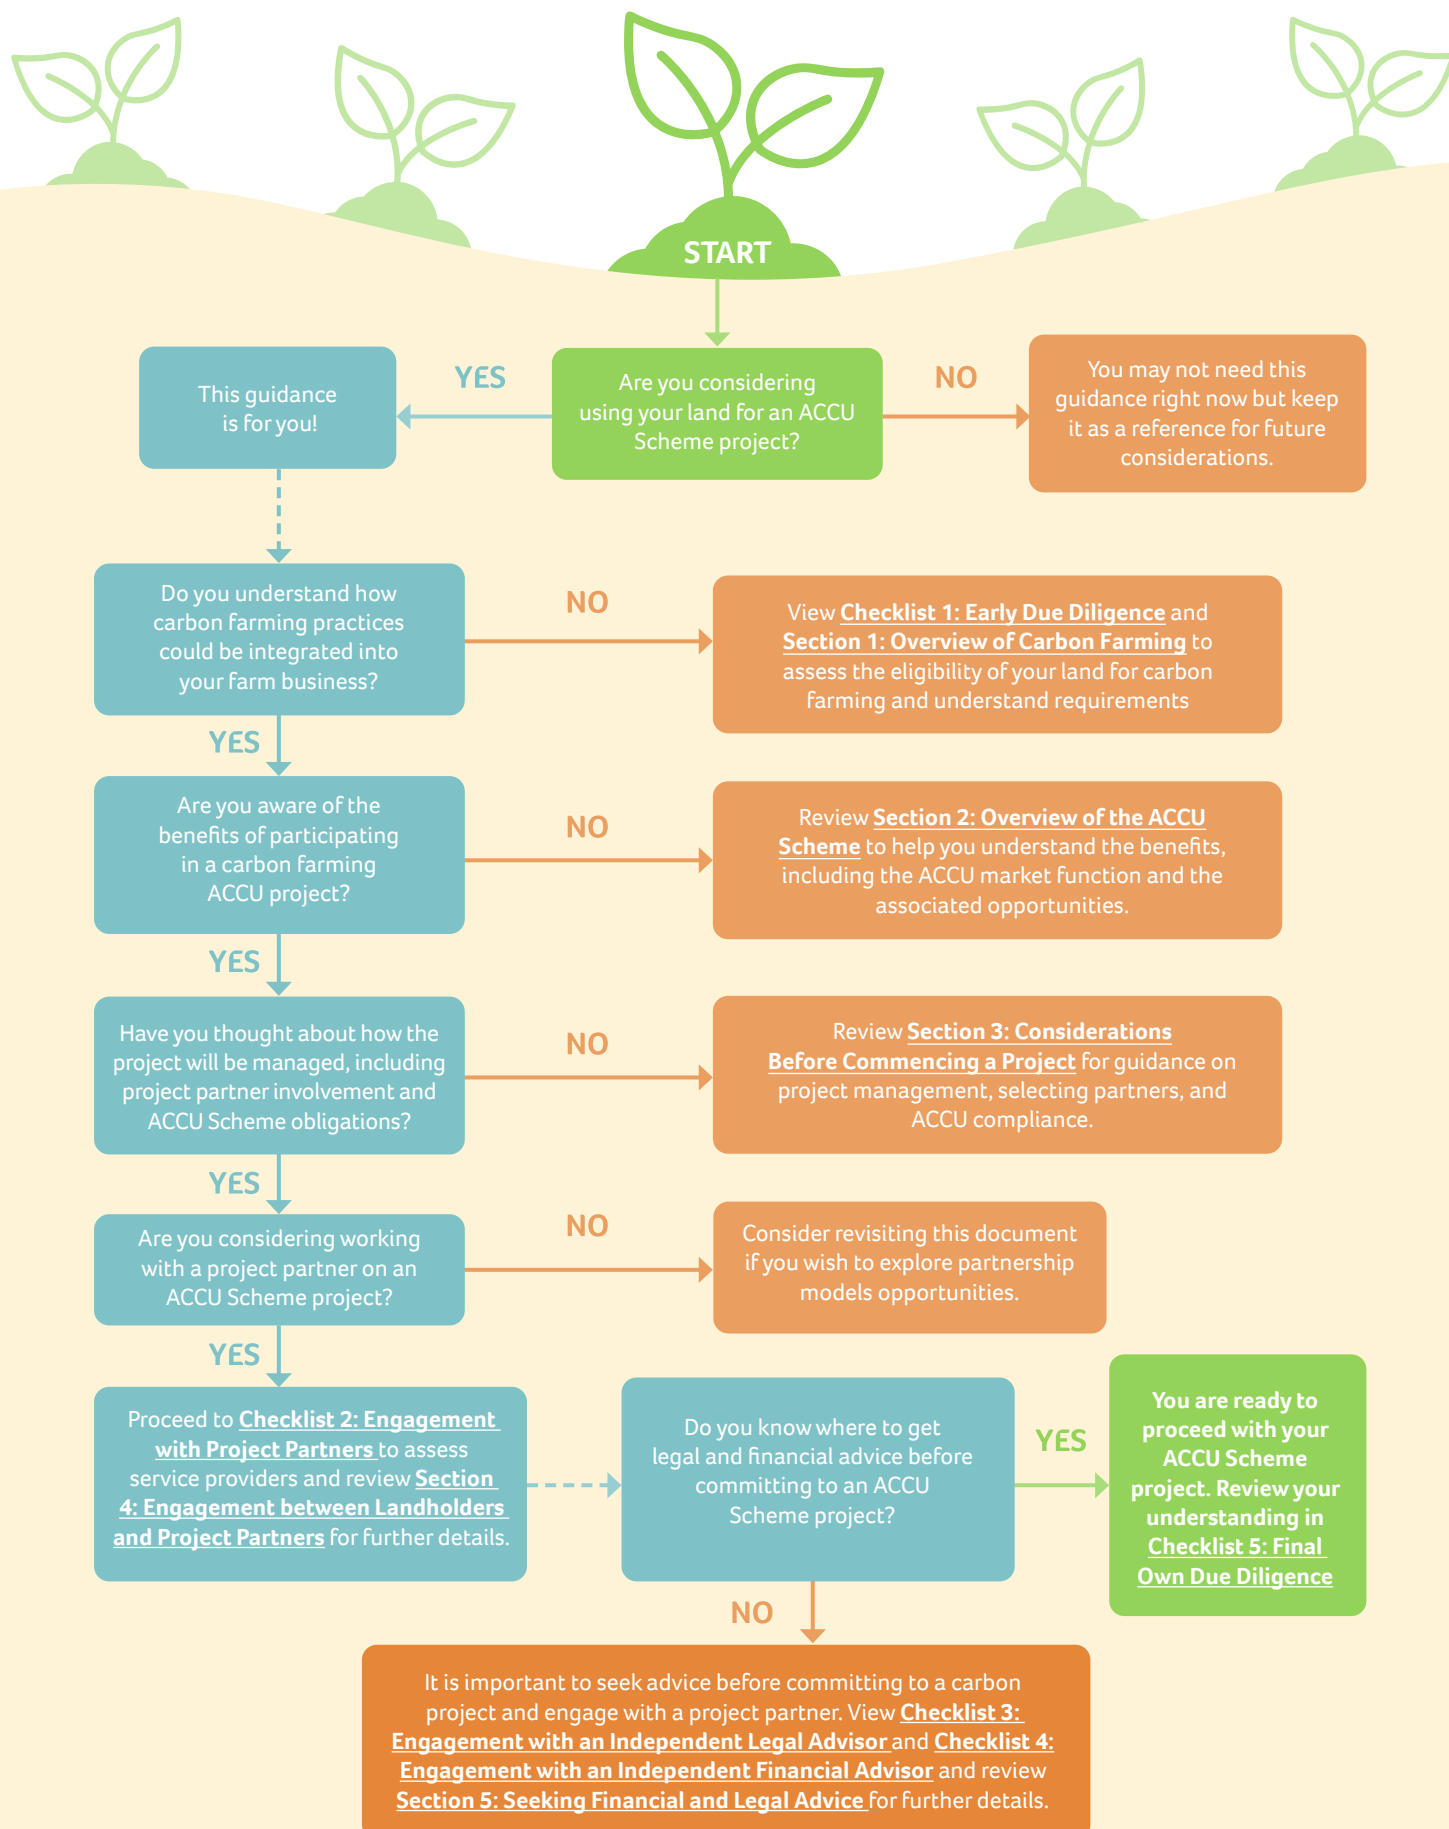 START
YES
NO
This guidance
is for you!
Are you considering
using your land for an ACCU
Scheme project?
You may not need this
guidance right now but keep
it as a reference for future
considerations.
Do you understand how
carbon farming practices
could be integrated into
your farm business?
NO
View Checklist 1: Early Due Diligence and
Section 1: Overview of Carbon Farming to
assess the eligibility of your land for carbon
farming and understand requirements
YES
Are you aware of the
benefits of participating
in a carbon farming
ACCU project?
NO
Review Section 2: Overview of the ACCU
Scheme to help you understand the benefits,
including the ACCU market function and the
associated opportunities.
YES
Have you thought about how the
project will be managed, including
project partner involvement and
ACCU Scheme obligations?
NO
Review Section 3: Considerations
Before Commencing a Project for guidance on
project management, selecting partners, and
ACCU compliance.
YES
Are you considering working
with a project partner on an
ACCU Scheme project?
NO
Consider revisiting this document
if you wish to explore partnership
models opportunities.
YES
Proceed to Checklist 2: Engagement
with Project Partners to assess
service providers and review Section
4: Engagement between Landholders
and Project Partners for further details.
Do you know where to get
legal and financial advice before
committing to an ACCU
Scheme project?
YES
You are ready to
proceed with your
ACCU Scheme
project. Review your
understanding in
Checklist 5: Final
Own Due Diligence
NO
It is important to seek advice before committing to a carbon
project and engage with a project partner. View Checklist 3:
Engagement with an Independent Legal Advisor and Checklist 4:
Engagement with an Independent Financial Advisor and review
Section 5: Seeking Financial and Legal Advice for further details.